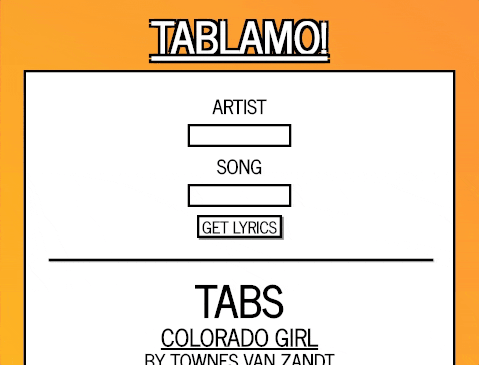 TABLAMO!
ARTIST
SONG
GET LYRICS
TABS
COLORADO GIRL
BY TOWNES VAN ZANDT